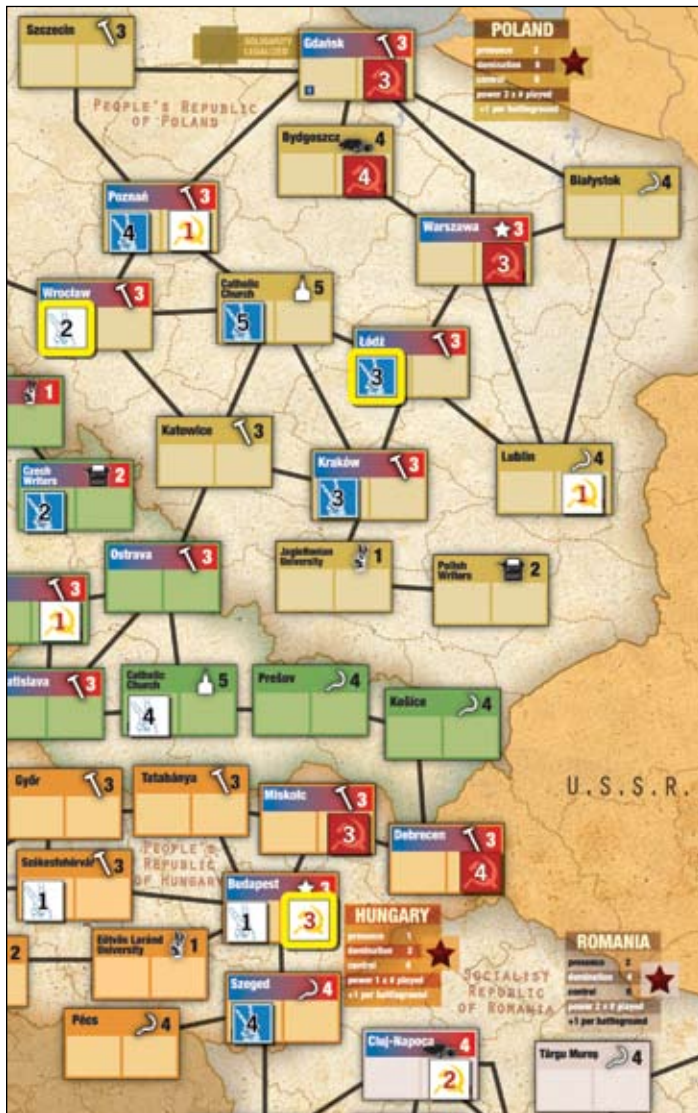 Szczecin 3
SOLIDARITY
LEGALIZED
Gdańsk 3
3
POLAND
presence 2
domination
control
power 2 x # played
+1 per battleground
PEOPLE'S REPUBLIC
OF POLAND
Bydgoszcz 4
4
Białystok 4
Poznań 3
4 1
Warszawa 3
3
Wrocław 3
2
Catholic
Church 5
5
Łódź 3
3
1
Katowice 3
Kraków 3
3
Lublin 4
1
Czech
Writers 2
2
Jagiellonian
University 1
Polish
Writers 2
Ostrava 3
3
1
atislava 3
Catholic
Church 5
4
Prešov 4
Košice 4
U.S.S.R.
Győr 3
Tatabánya 3
Miskolc 3
3
Debrecen 3
4
PEOPLE'S
REPUBLIC
OF HUNGARY
Székesfehérvár 3
1
Budapest 3
1 3
HUNGARY
presence 1
domination
control
power 1 x # played
+1 per battleground
2
Eötvös Loránd
University 1
SOCIALIST
REPUBLIC
OF ROMANIA
ROMANIA
presence 2
domination
control
power 2 x # played
+1 per battleground
Szeged 4
4
Pécs 4
Cluj-Napoca 4
2
Târgu Mureş 4